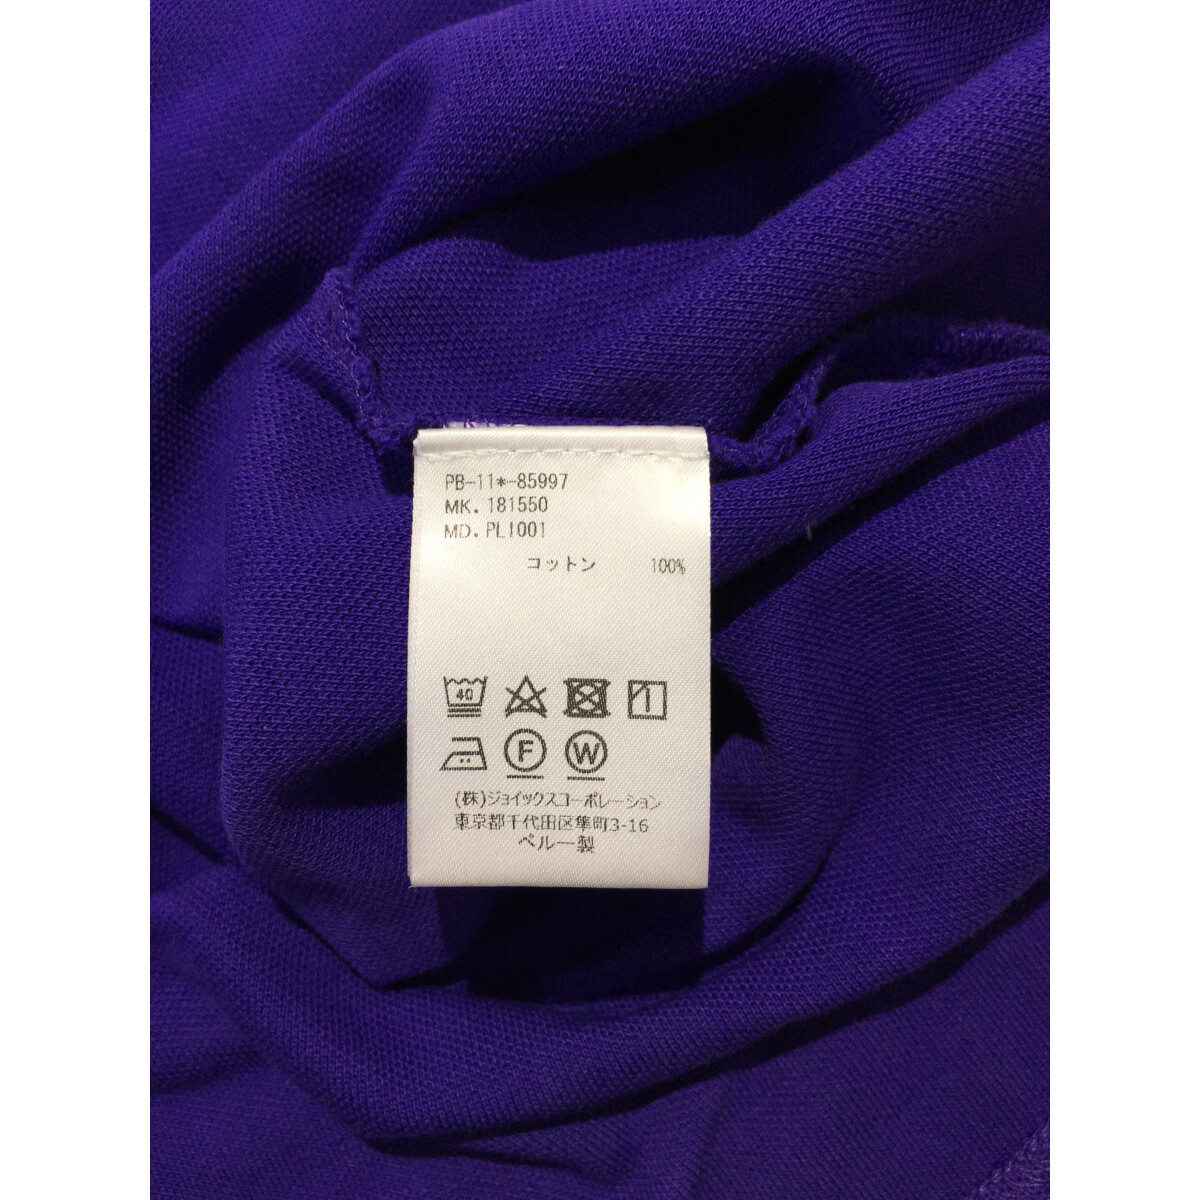 PB-11*-85997
MK. 181550
MD. PL1001
コットン 100%
40
F W
(株)ジョイックスコーポレーション
東京都千代田区隼町3-16
ペルー製